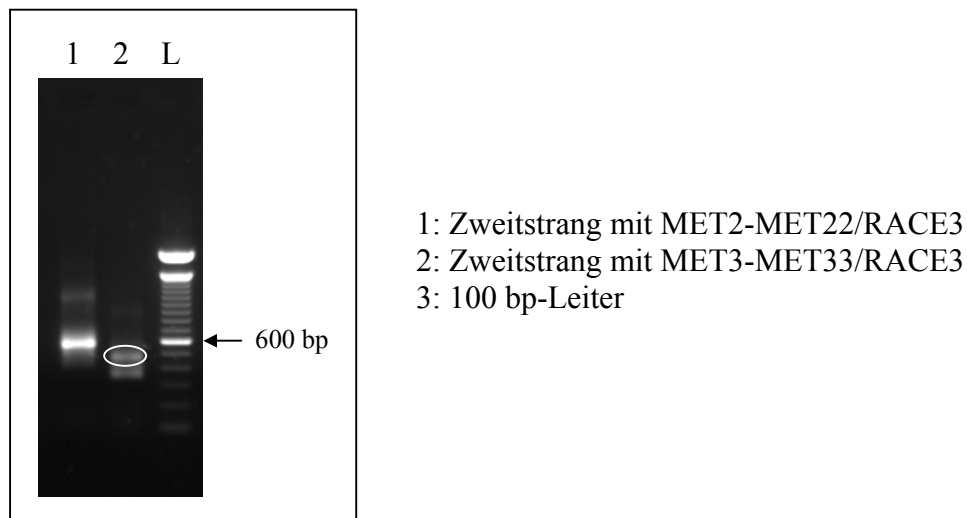 1 2 L
1: Zweitstrang mit MET2-MET22/RACE3
2: Zweitstrang mit MET3-MET33/RACE3
3: 100 bp-Leiter
600 bp